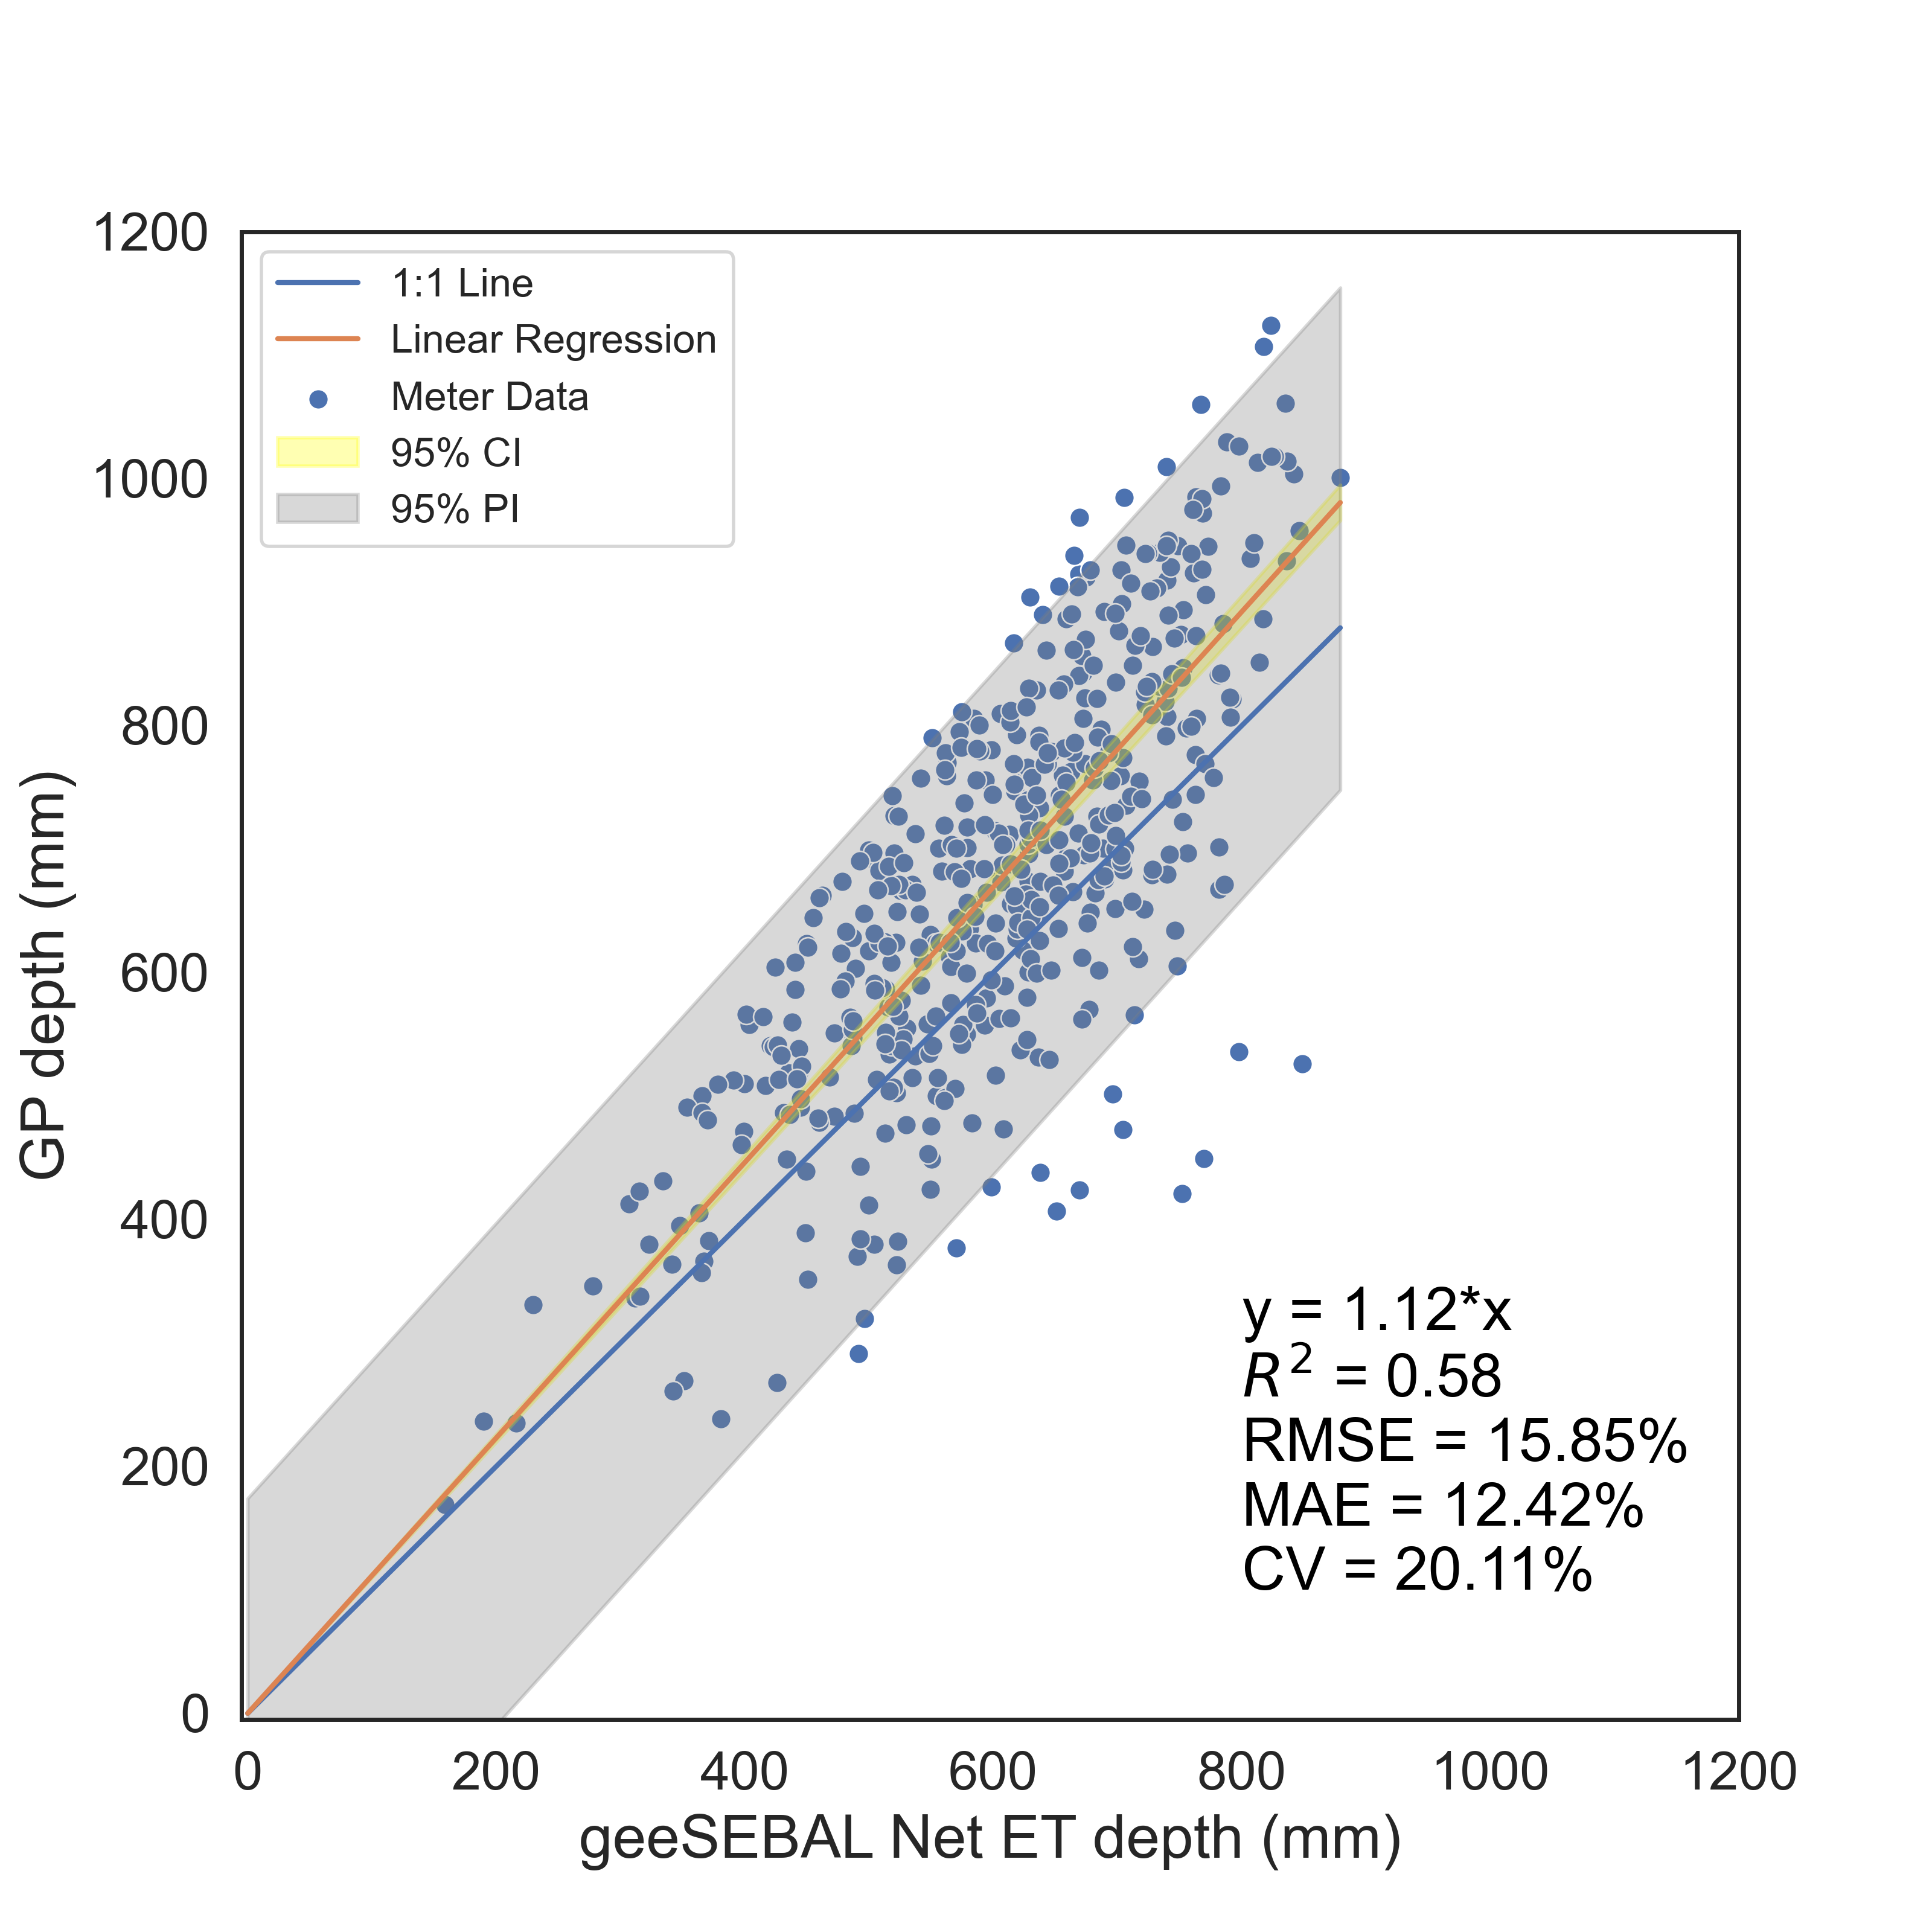 1200
1000
800
600
400
200
0
GP depth (mm)
1:1 Line
Linear Regression
Meter Data
95% CI
95% PI
y = 1.12*x
R² = 0.58
RMSE = 15.85%
MAE = 12.42%
CV = 20.11%
0 200 400 600 800 1000 1200
geeSEBAL Net ET depth (mm)